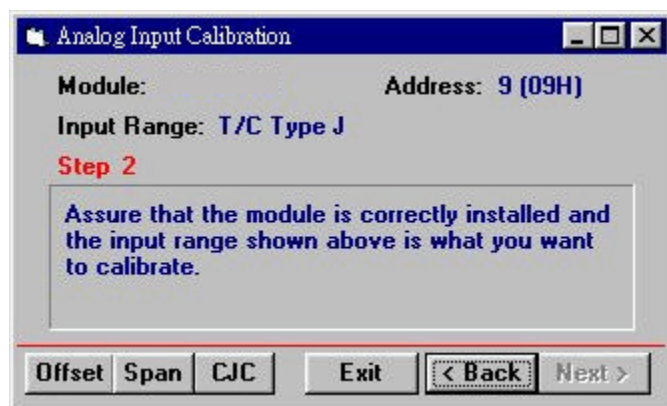 Analog Input Calibration
Module: Address: 9 (09H)
Input Range: T/C Type J
Step 2
Assure that the module is correctly installed and
the input range shown above is what you want
to calibrate.
Offset Span CJC Exit < Back Next >